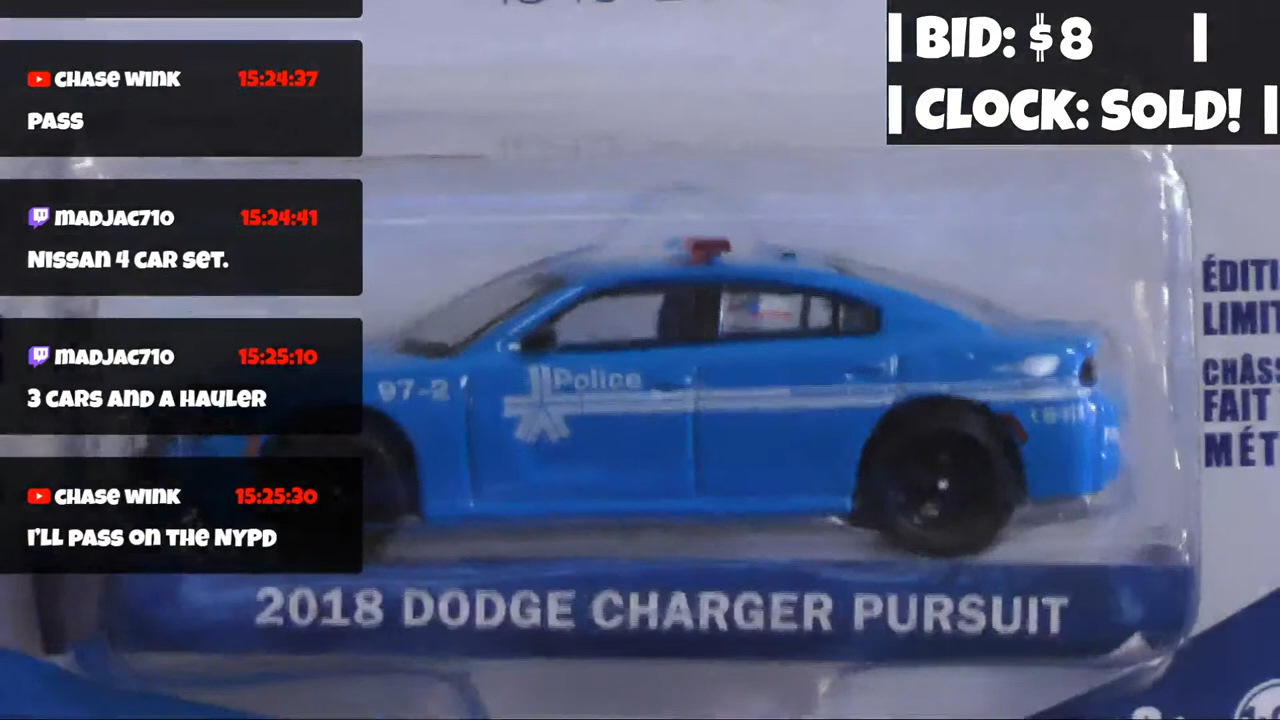 | BID: $8 |
| CLOCK: SOLD! |
CHASE WINK 15:24:37
PASS
MADJAC710 15:24:41
NISSAN 4 CAR SET.
MADJAC710 15:25:10
3 CARS AND A HAULER
CHASE WINK 15:25:30
I'LL PASS ON THE NYPD
97-2
Police
ÉDITI
LIMIT
CHÂSS
FAIT
MÉT
2018 DODGE CHARGER PURSUIT